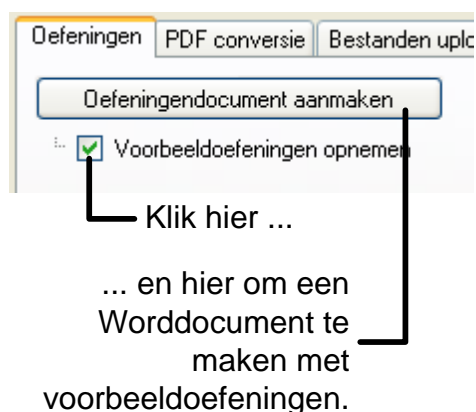 Oefeningen PDF conversie Bestanden uplo
Oefeningendocument aanmaken
Voorbeeldoefeningen opnemen
Klik hier ...
... en hier om een
Worddocument te
maken met
voorbeeldoefeningen.